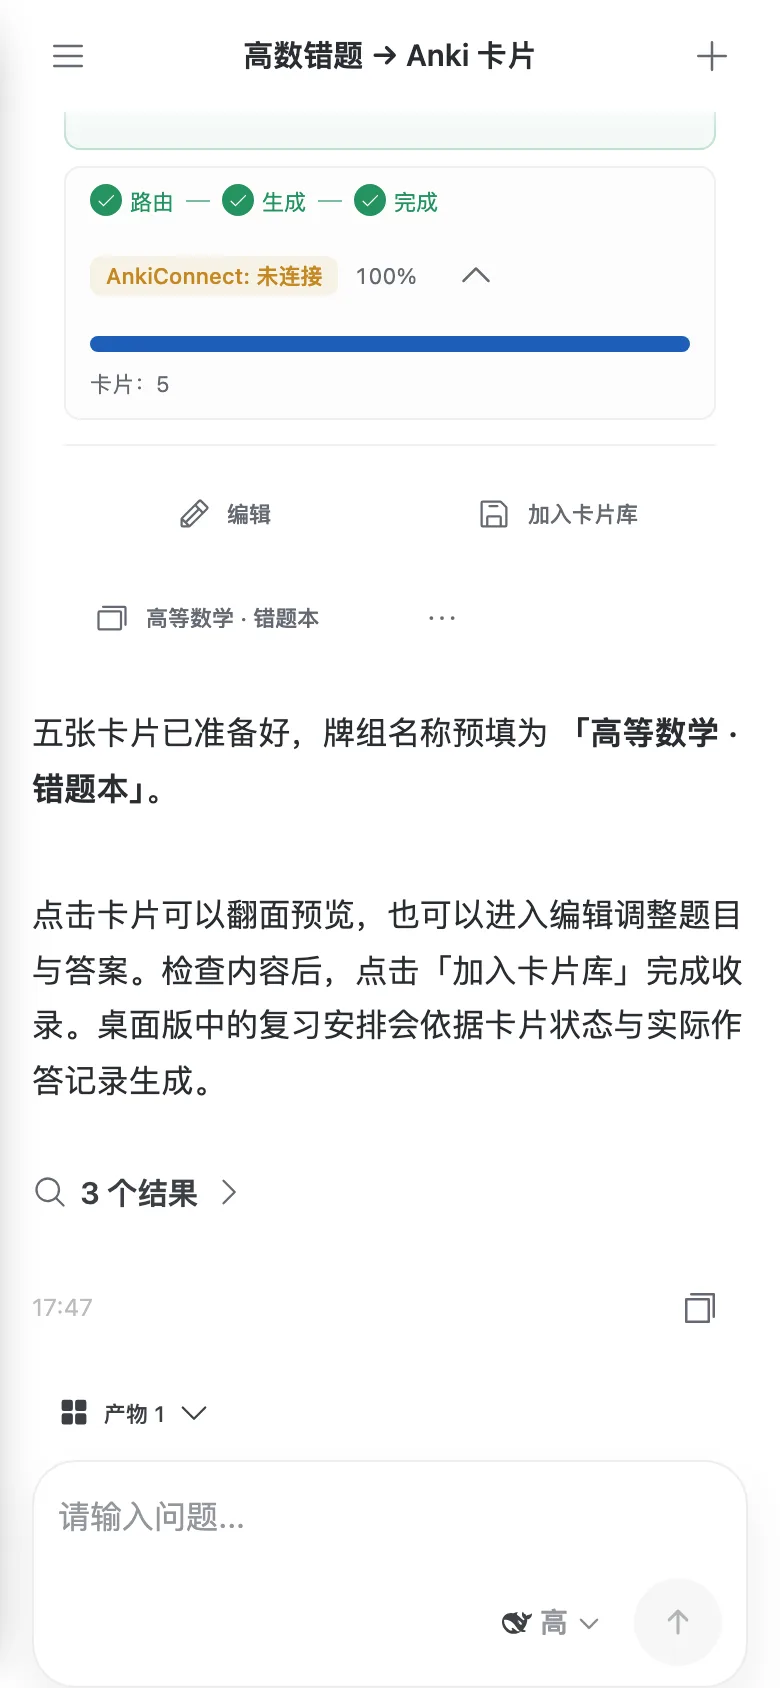 高数错题 → Anki 卡片
路由 — 生成 — 完成
AnkiConnect: 未连接 100%
卡片：5
编辑 加入卡片库
高等数学 · 错题本 ···
五张卡片已准备好，牌组名称预填为「高等数学 ·
错题本」。
点击卡片可以翻面预览，也可以进入编辑调整题目
与答案。检查内容后，点击「加入卡片库」完成收
录。桌面版中的复习安排会依据卡片状态与实际作
答记录生成。
3 个结果
17:47
产物 1
请输入问题...
高